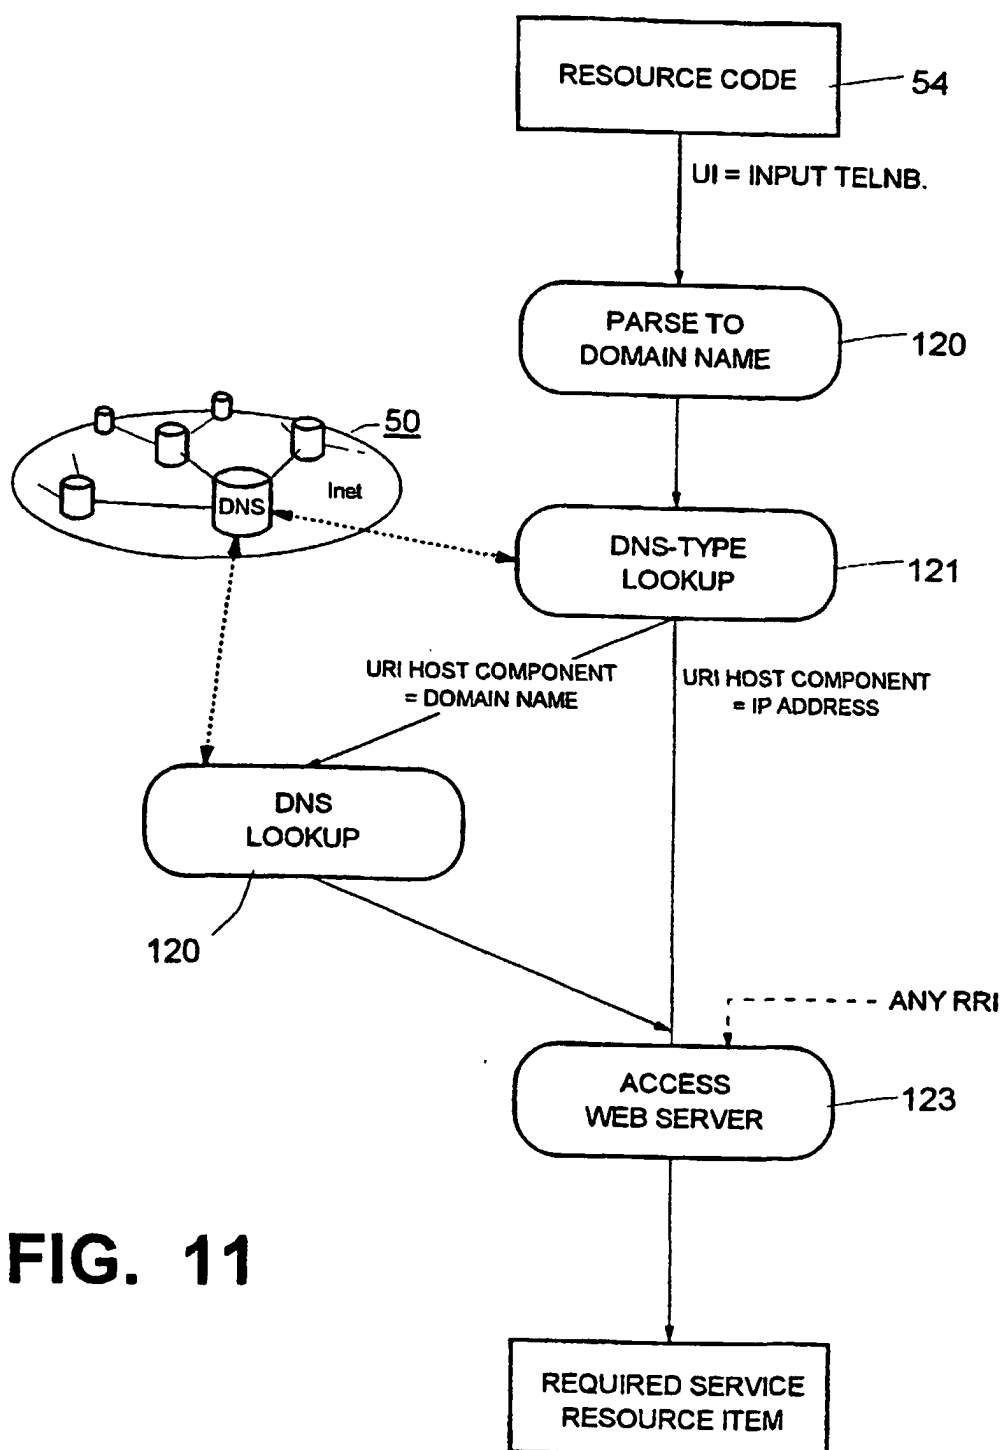 RESOURCE CODE
54
UI = INPUT TELNB.
PARSE TO
DOMAIN NAME
120
50
Inet
DNS
DNS-TYPE
LOOKUP
121
URI HOST COMPONENT
= DOMAIN NAME
URI HOST COMPONENT
= IP ADDRESS
DNS
LOOKUP
120
ANY RRI
ACCESS
WEB SERVER
123
FIG. 11
REQUIRED SERVICE
RESOURCE ITEM